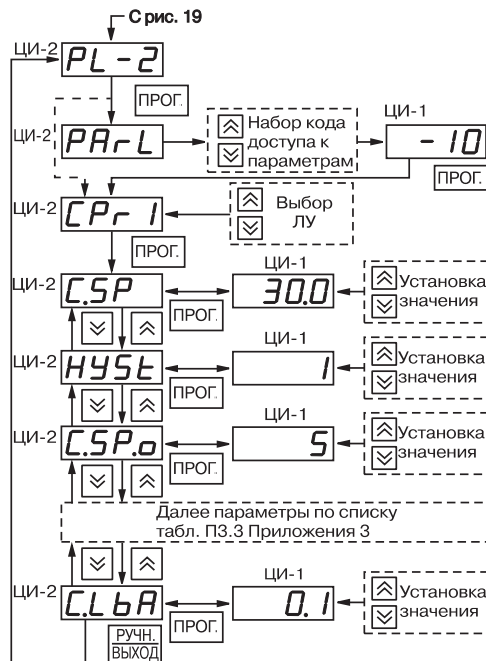 С рис. 19
ЦИ-2 PL-2
ПРОГ.
ЦИ-2 PArL
Набор кода
доступа к
параметрам
ЦИ-1
-10
ПРОГ.
ЦИ-2 CPr1
Выбор
ЛУ
ПРОГ.
ЦИ-2 C.SP
ПРОГ.
ЦИ-1
30.0
Установка
значения
ЦИ-2 HYSt
ПРОГ.
ЦИ-1
1
Установка
значения
ЦИ-2 C.SP.o
ПРОГ.
ЦИ-1
5
Установка
значения
Далее параметры по списку
табл. П3.3 Приложения 3
ЦИ-2 C.LbA
ПРОГ.
ЦИ-1
0.1
Установка
значения
РУЧН.
ВЫХОД